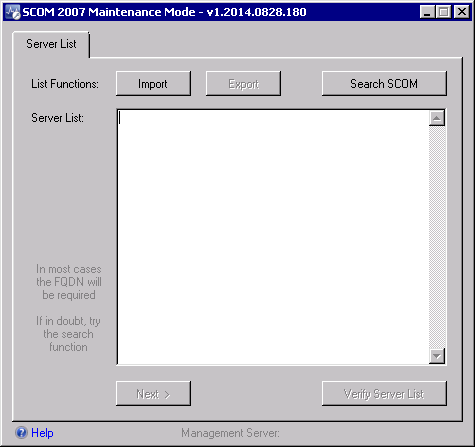 SCOM 2007 Maintenance Mode - v1.2014.0828.180
Server List
List Functions: Import Export Search SCOM
Server List:
In most cases
the FQDN will
be required
If in doubt, try
the search
function
Next > Verify Server List
Help Management Server: